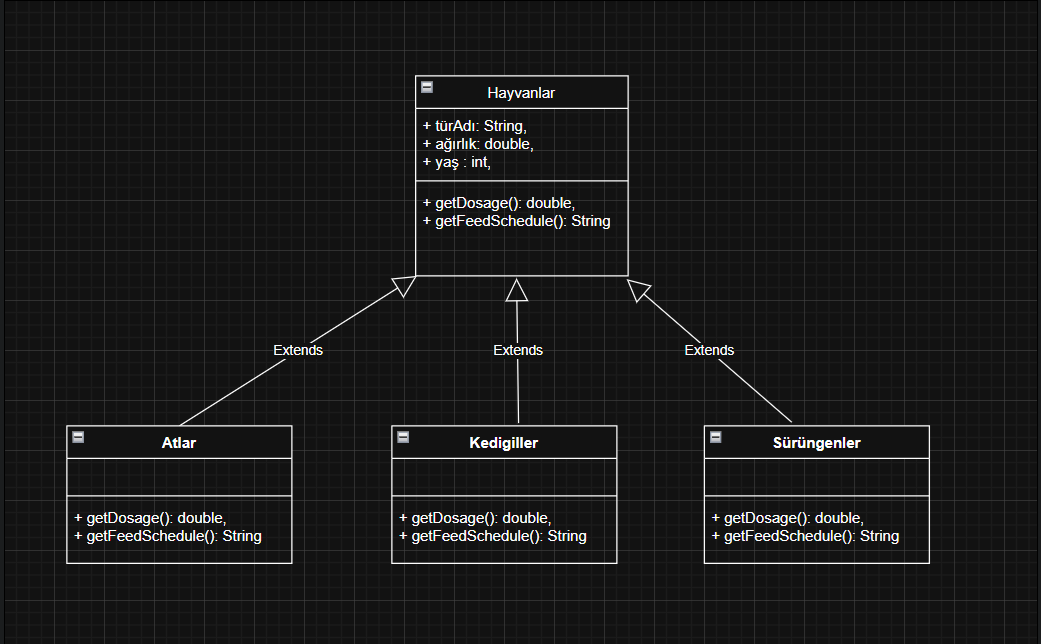 Hayvanlar
+ türAdı: String,
+ ağırlık: double,
+ yaş : int,
+ getDosage(): double,
+ getFeedSchedule(): String
Extends
Extends
Extends
Atlar
+ getDosage(): double,
+ getFeedSchedule(): String
Kedigiller
+ getDosage(): double,
+ getFeedSchedule(): String
Sürüngenler
+ getDosage(): double,
+ getFeedSchedule(): String